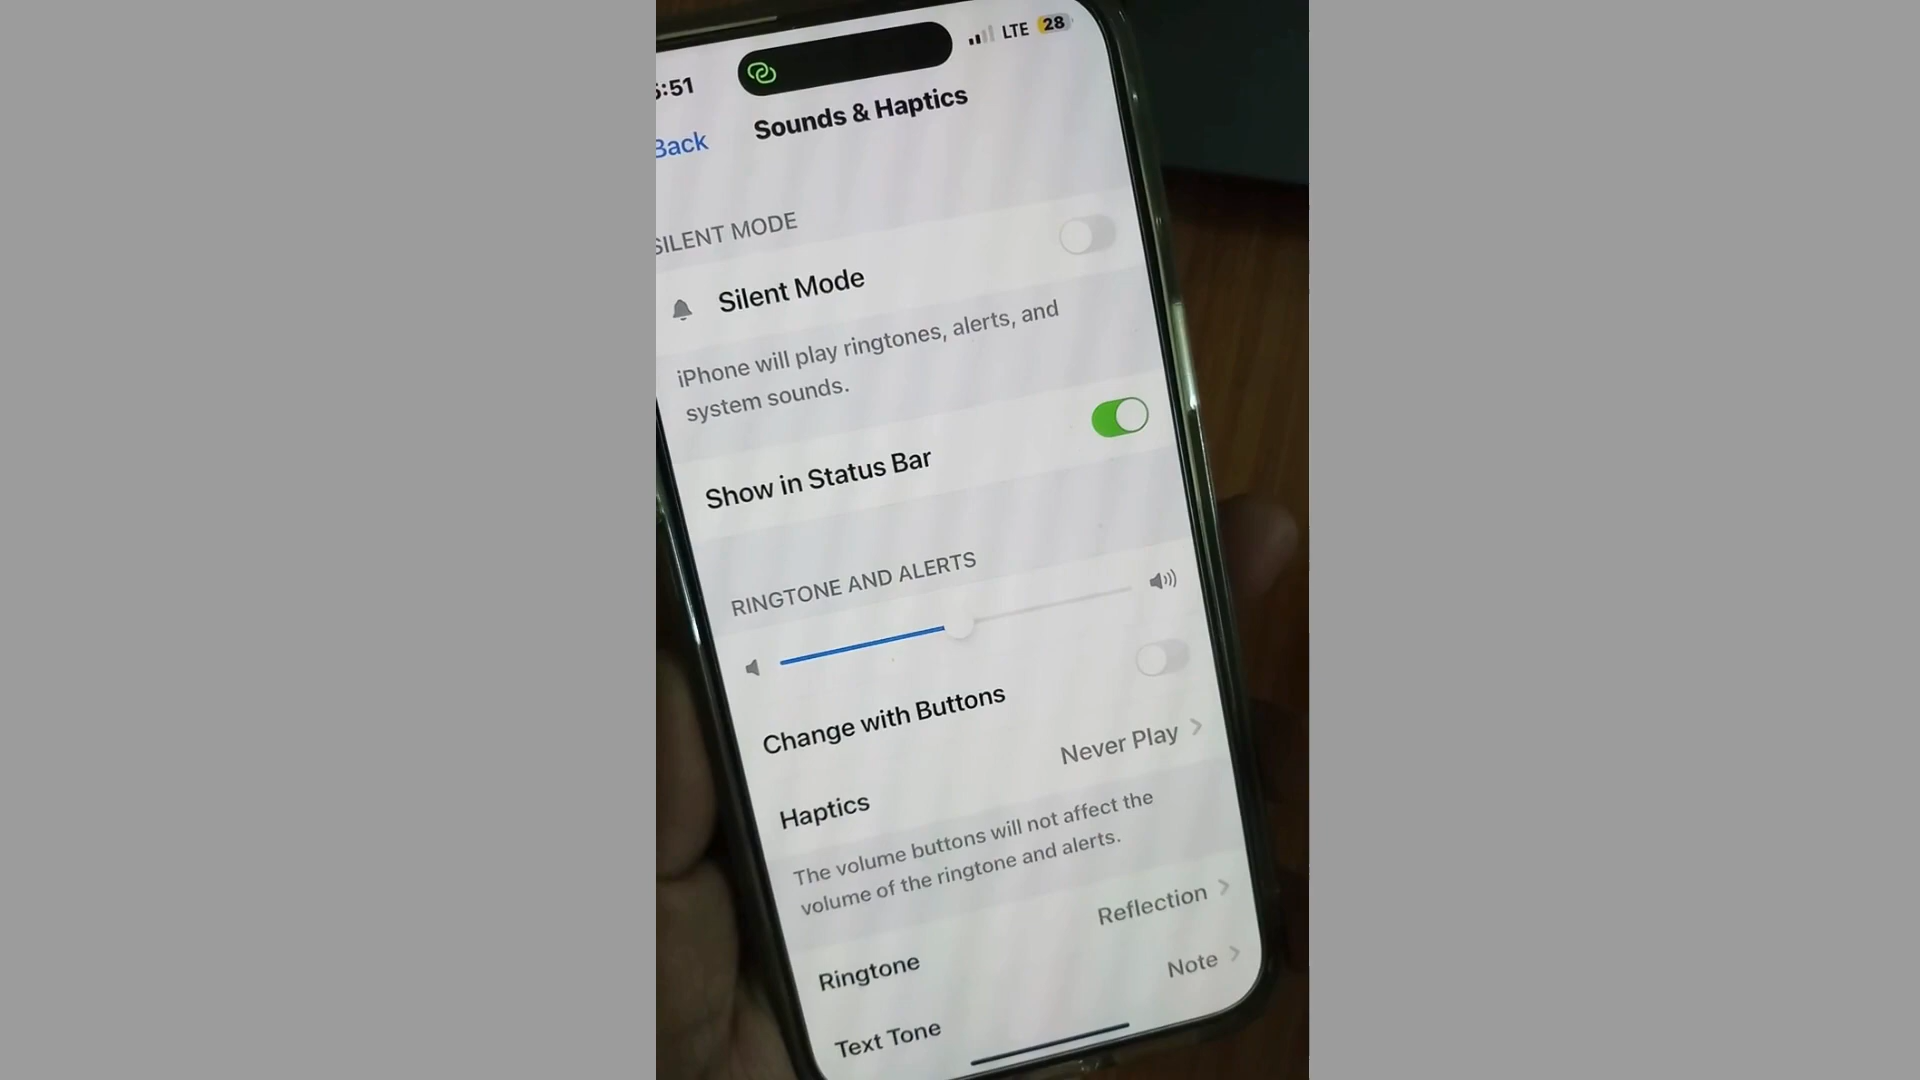 :51
LTE 28
Back
Sounds & Haptics
SILENT MODE
Silent Mode
iPhone will play ringtones, alerts, and
system sounds.
Show in Status Bar
RINGTONE AND ALERTS
Change with Buttons
Haptics Never Play
The volume buttons will not affect the
volume of the ringtone and alerts.
Ringtone Reflection
Text Tone Note